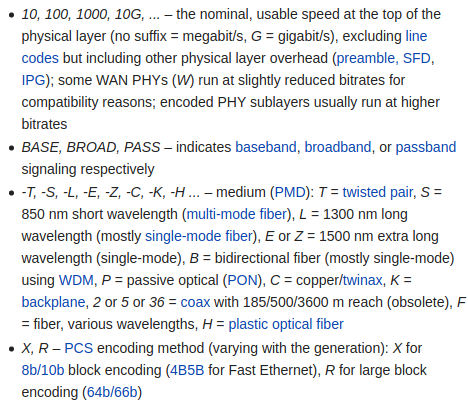 • 10, 100, 1000, 10G, ... – the nominal, usable speed at the top of the
physical layer (no suffix = megabit/s, G = gigabit/s), excluding line
codes but including other physical layer overhead (preamble, SFD,
IPG); some WAN PHYs (W) run at slightly reduced bitrates for
compatibility reasons; encoded PHY sublayers usually run at higher
bitrates
• BASE, BROAD, PASS – indicates baseband, broadband, or passband
signaling respectively
• -T, -S, -L, -E, -Z, -C, -K, -H ... – medium (PMD): T = twisted pair, S =
850 nm short wavelength (multi-mode fiber), L = 1300 nm long
wavelength (mostly single-mode fiber), E or Z = 1500 nm extra long
wavelength (single-mode), B = bidirectional fiber (mostly single-mode)
using WDM, P = passive optical (PON), C = copper/twinax, K =
backplane, 2 or 5 or 36 = coax with 185/500/3600 m reach (obsolete), F
= fiber, various wavelengths, H = plastic optical fiber
• X, R – PCS encoding method (varying with the generation): X for
8b/10b block encoding (4B5B for Fast Ethernet), R for large block
encoding (64b/66b)